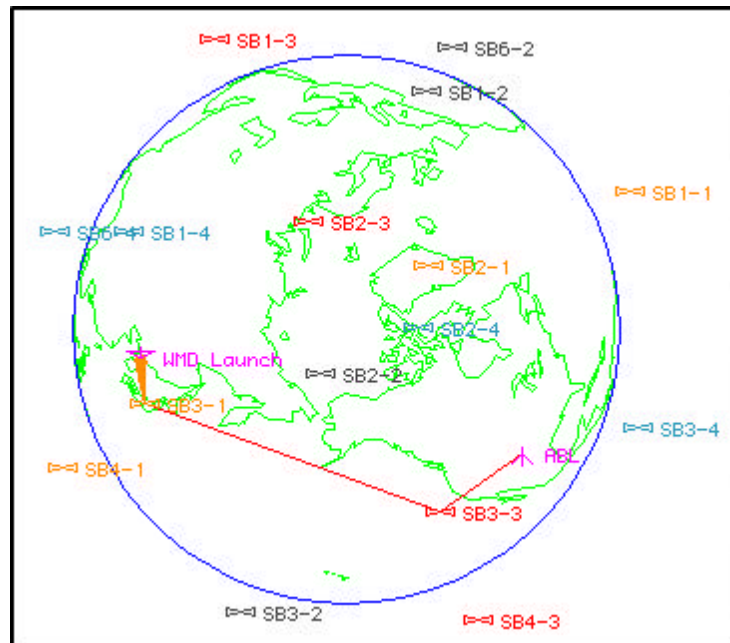 SB1-3
SB6-2
SB1-2
SB1-1
SB2-3
SB6-4
SB1-4
SB2-1
SB2-4
WMD Launch
SB2-2
SB3-1
SB3-4
ABL
SB4-1
SB3-3
SB3-2
SB4-3